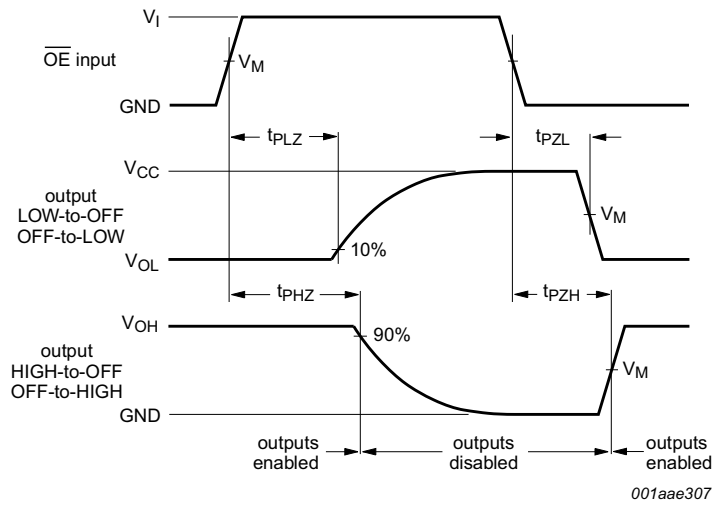 V_I
OE input
V_M
GND
t_PLZ
t_PZL
V_CC
output
LOW-to-OFF
OFF-to-LOW
V_M
10%
V_OL
t_PHZ
t_PZH
V_OH
90%
output
HIGH-to-OFF
OFF-to-HIGH
V_M
GND
outputs
enabled
outputs
disabled
outputs
enabled
001aae307